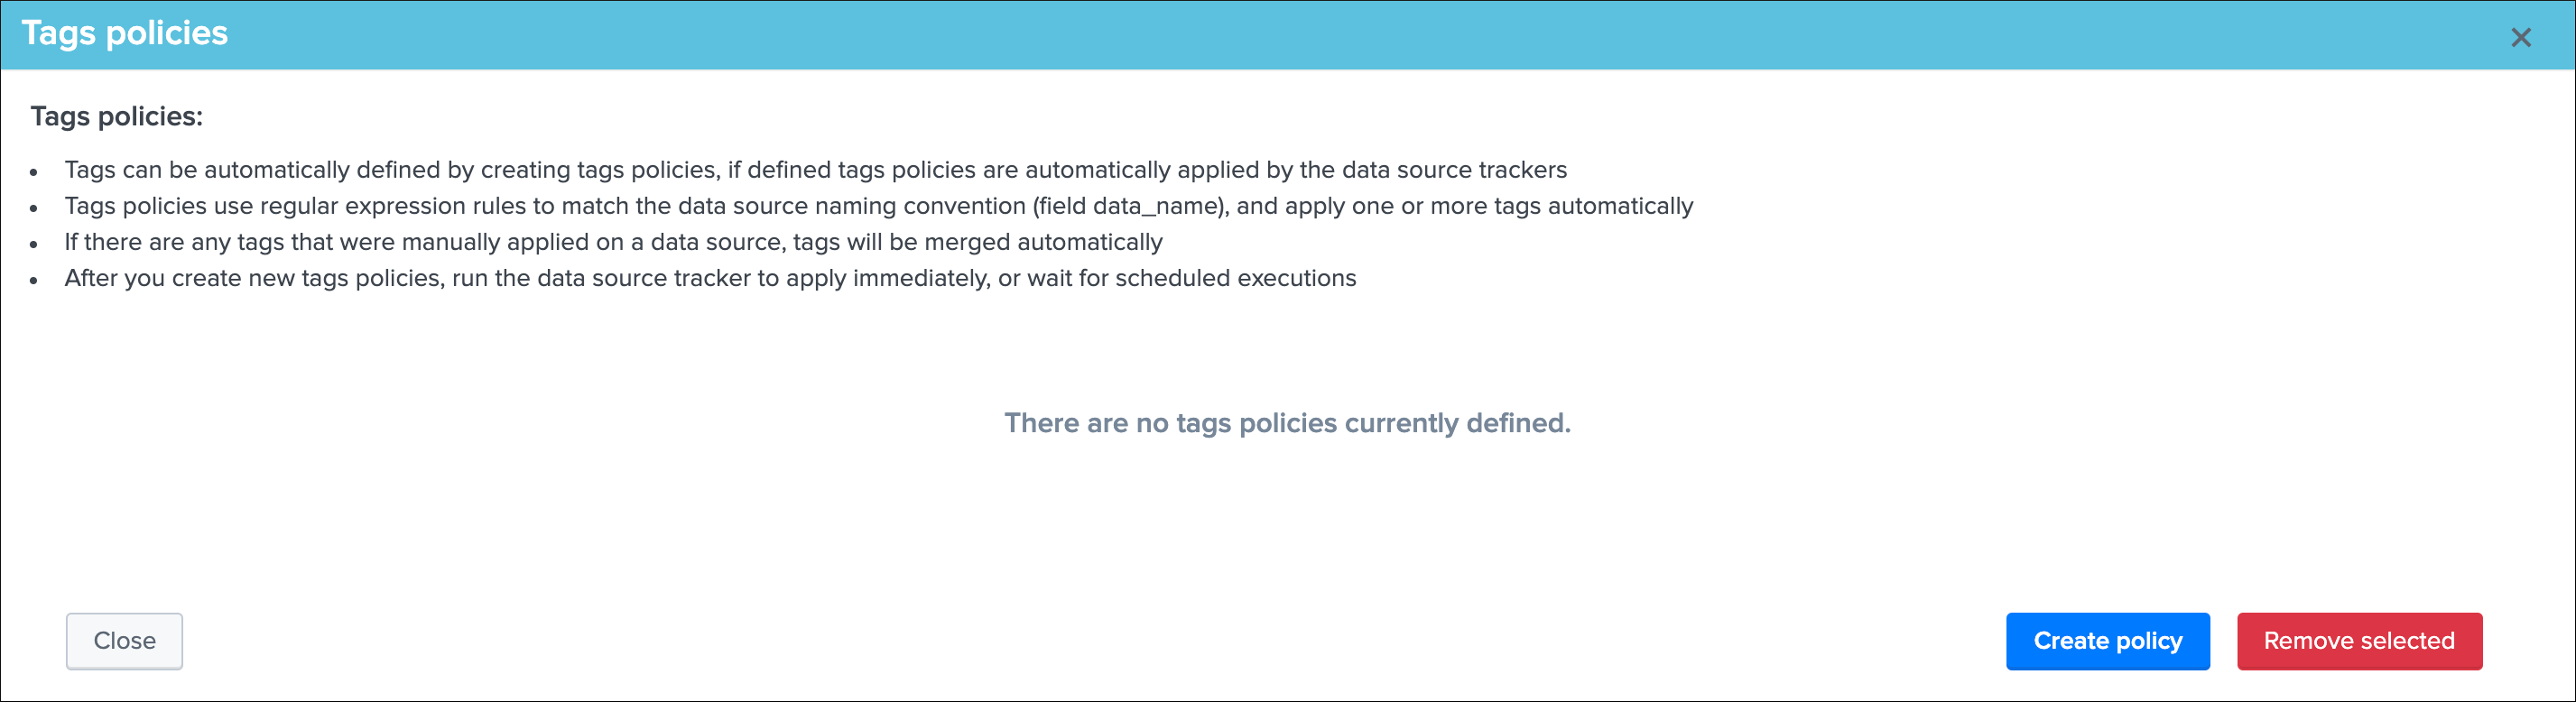 Tags policies
Tags policies:
• Tags can be automatically defined by creating tags policies, if defined tags policies are automatically applied by the data source trackers
• Tags policies use regular expression rules to match the data source naming convention (field data_name), and apply one or more tags automatically
• If there are any tags that were manually applied on a data source, tags will be merged automatically
• After you create new tags policies, run the data source tracker to apply immediately, or wait for scheduled executions
There are no tags policies currently defined.
Close
Create policy
Remove selected